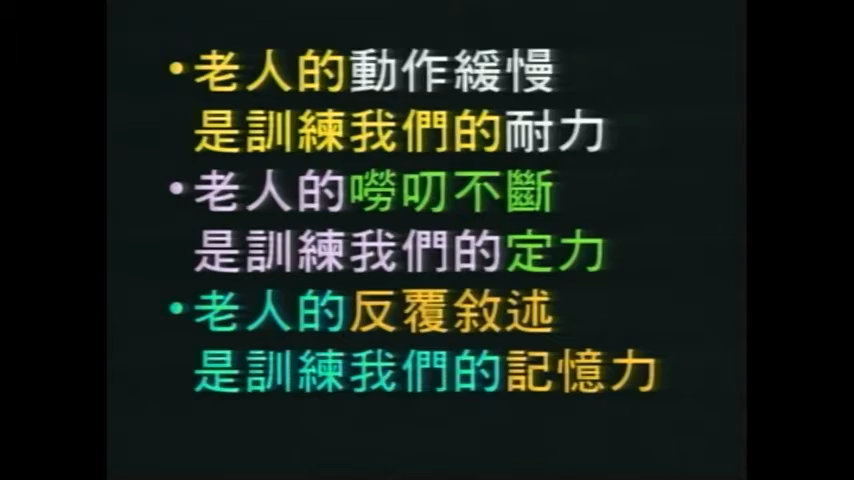 •老人的動作緩慢
是訓練我們的耐力
•老人的嘮叨不斷
是訓練我們的定力
•老人的反覆敘述
是訓練我們的記憶力